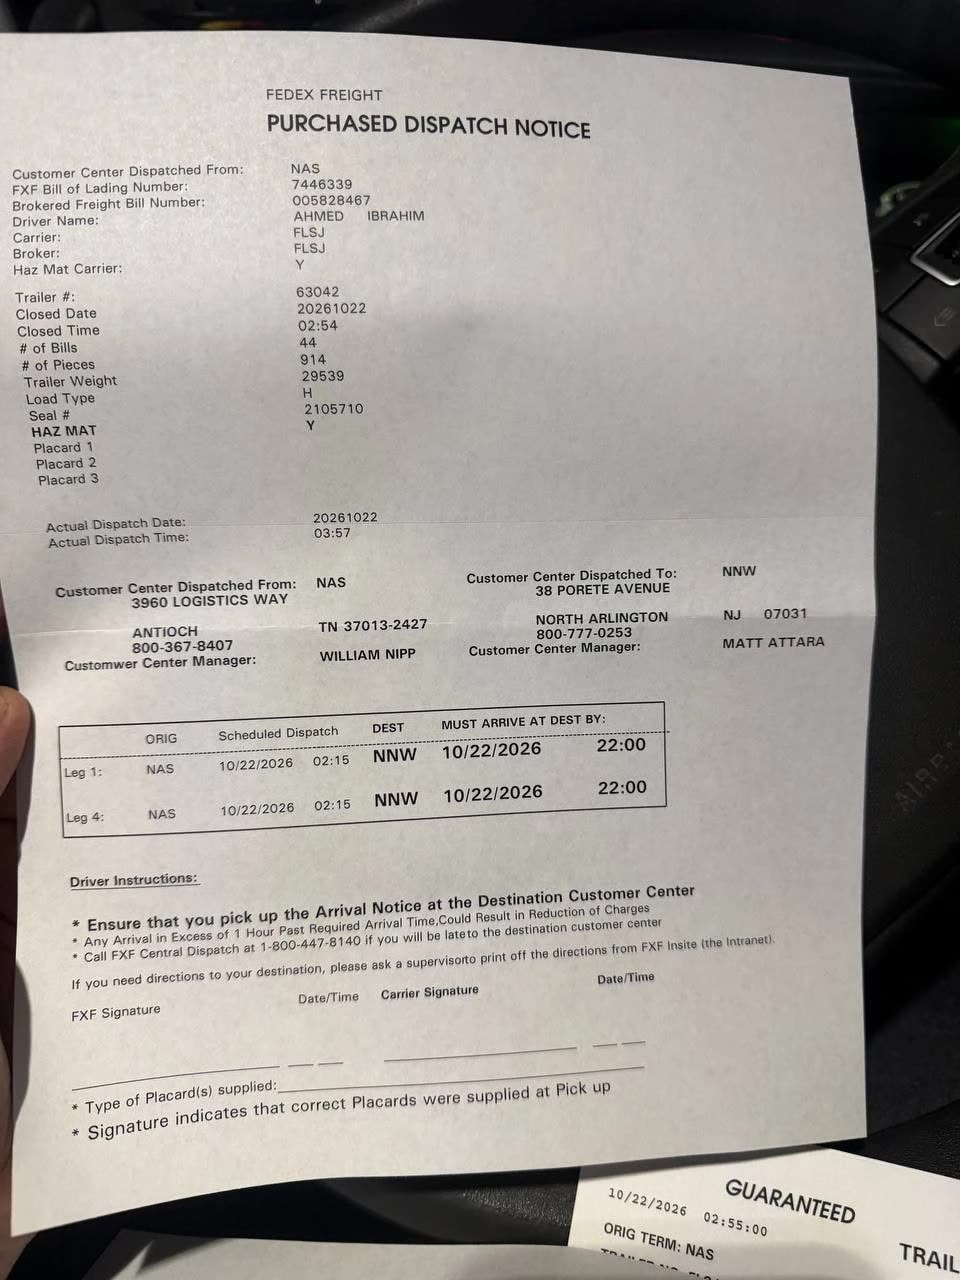 FEDEX FREIGHT
PURCHASED DISPATCH NOTICE
Customer Center Dispatched From: NAS
FXF Bill of Lading Number: 7446339
Brokered Freight Bill Number: 005828467
Driver Name: AHMED IBRAHIM
Carrier: FLSJ
Broker: FLSJ
Haz Mat Carrier: Y
Trailer #: 63042
Closed Date 20261022
Closed Time 02:54
# of Bills 44
# of Pieces 914
Trailer Weight 29539
Load Type H
Seal # 2105710
HAZ MAT Y
Placard 1
Placard 2
Placard 3
Actual Dispatch Date: 20261022
Actual Dispatch Time: 03:57
Customer Center Dispatched From: NAS Customer Center Dispatched To: NNW
3960 LOGISTICS WAY 38 PORETE AVENUE
ANTIOCH TN 37013-2427 NORTH ARLINGTON NJ 07031
800-367-8407 800-777-0253
Customwer Center Manager: WILLIAM NIPP Customer Center Manager: MATT ATTARA
ORIG Scheduled Dispatch DEST MUST ARRIVE AT DEST BY:
Leg 1: NAS 10/22/2026 02:15 NNW 10/22/2026 22:00
Leg 4: NAS 10/22/2026 02:15 NNW 10/22/2026 22:00
Driver Instructions:
* Ensure that you pick up the Arrival Notice at the Destination Customer Center
* Any Arrival in Excess of 1 Hour Past Required Arrival Time,Could Result in Reduction of Charges
* Call FXF Central Dispatch at 1-800-447-8140 if you will be lateto the destination customer center
If you need directions to your destination, please ask a supervisorto print off the directions from FXF Insite (the Intranet).
FXF Signature Date/Time Carrier Signature Date/Time
* Type of Placard(s) supplied:
* Signature indicates that correct Placards were supplied at Pick up
GUARANTEED
10/22/2026 02:55:00
ORIG TERM: NAS
TRAIL